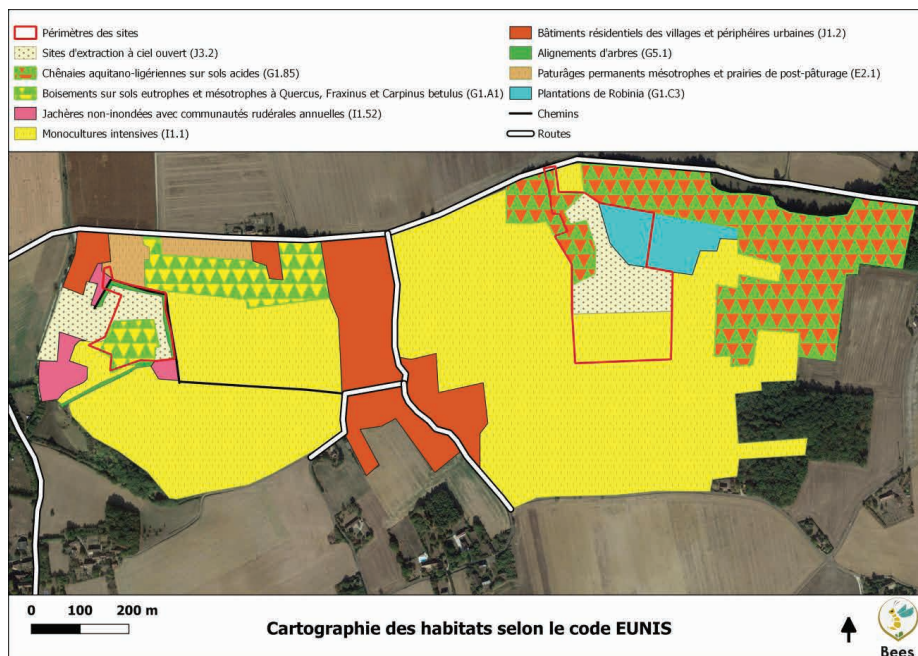 Périmètres des sites
Sites d'extraction à ciel ouvert (J3.2)
Chênaies aquitano-ligériennes sur sols acides (G1.85)
Boisements sur sols eutrophes et mésotrophes à Quercus, Fraxinus et Carpinus betulus (G1.A1)
Jachères non-inondées avec communautés rudérales annuelles (I1.52)
Monocultures intensives (I1.1)
Bâtiments résidentiels des villages et périphéires urbaines (J1.2)
Alignements d'arbres (G5.1)
Paturâges permanents mésotrophes et prairies de post-pâturage (E2.1)
Plantations de Robinia (G1.C3)
Chemins
Routes
0 100 200 m
Cartographie des habitats selon le code EUNIS
Bees